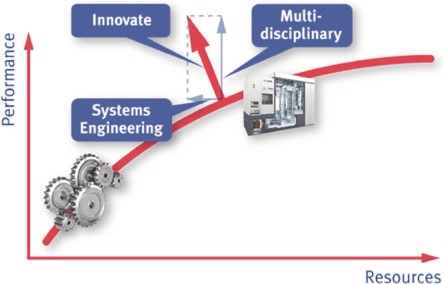 Innovate
Multi-
disciplinary
Systems
Engineering
Performance
Resources